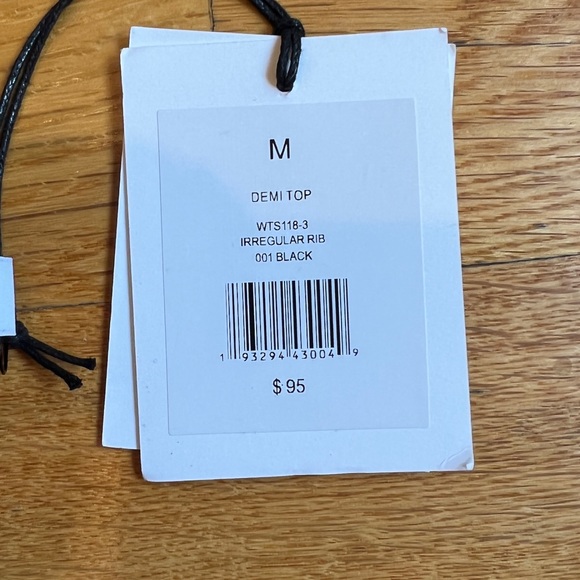 M
DEMI TOP
WTS118-3
IRREGULAR RIB
001 BLACK
1 93294 43004 9
$ 95